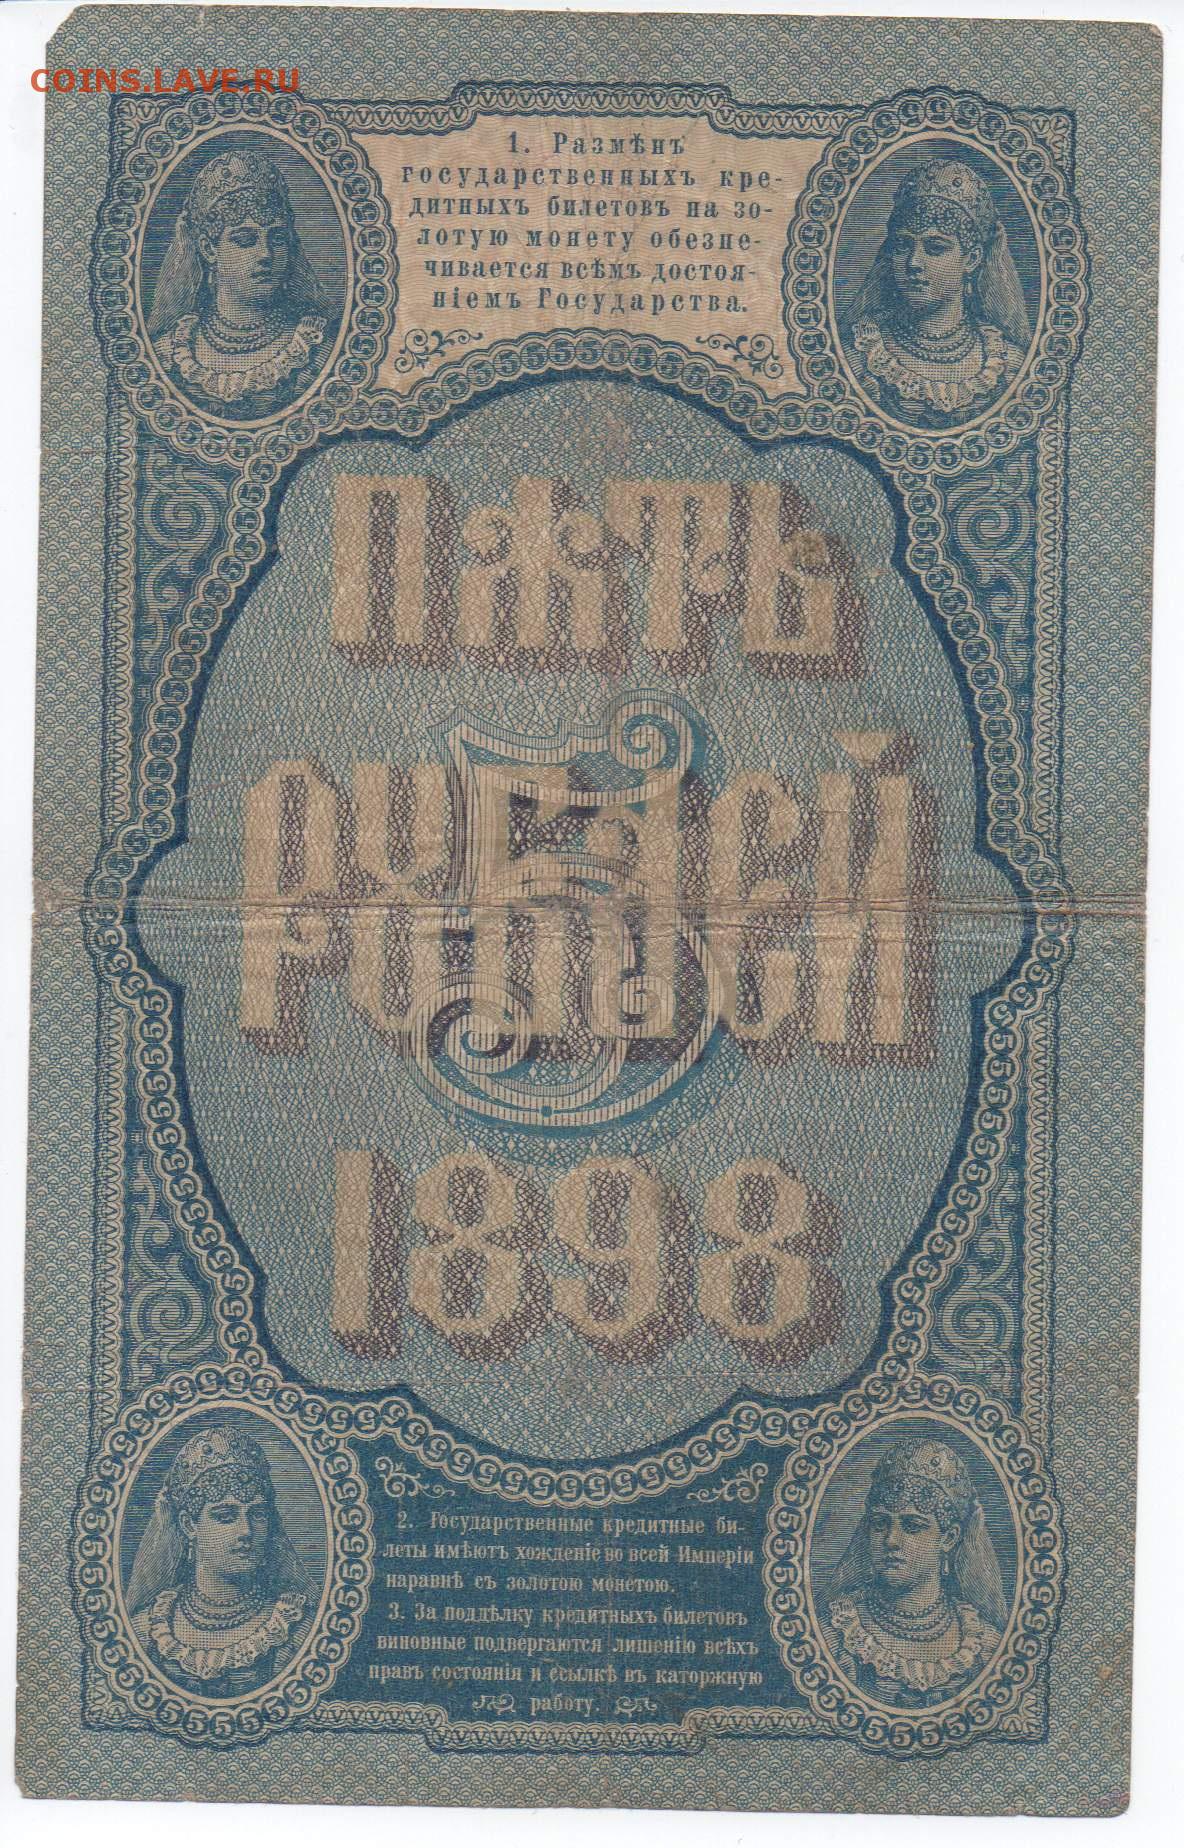 COINS.LAVE.RU
1. Размѣнъ
государственныхъ кре-
дитныхъ билетовъ на зо-
лотую монету обезпе-
чивается всѣмъ достоя-
ніемъ Государства.
ПѦТЬ
РУБЛЕЙ
5
1898
2. Государственные кредитные би-
леты имѣютъ хожденіе во всей Имперіи
наравнѣ съ золотою монетою.
3. За поддѣлку кредитныхъ билетовъ
виновные подвергаются лишенію всѣхъ
правъ состоянія и ссылкѣ въ каторжную
работу.